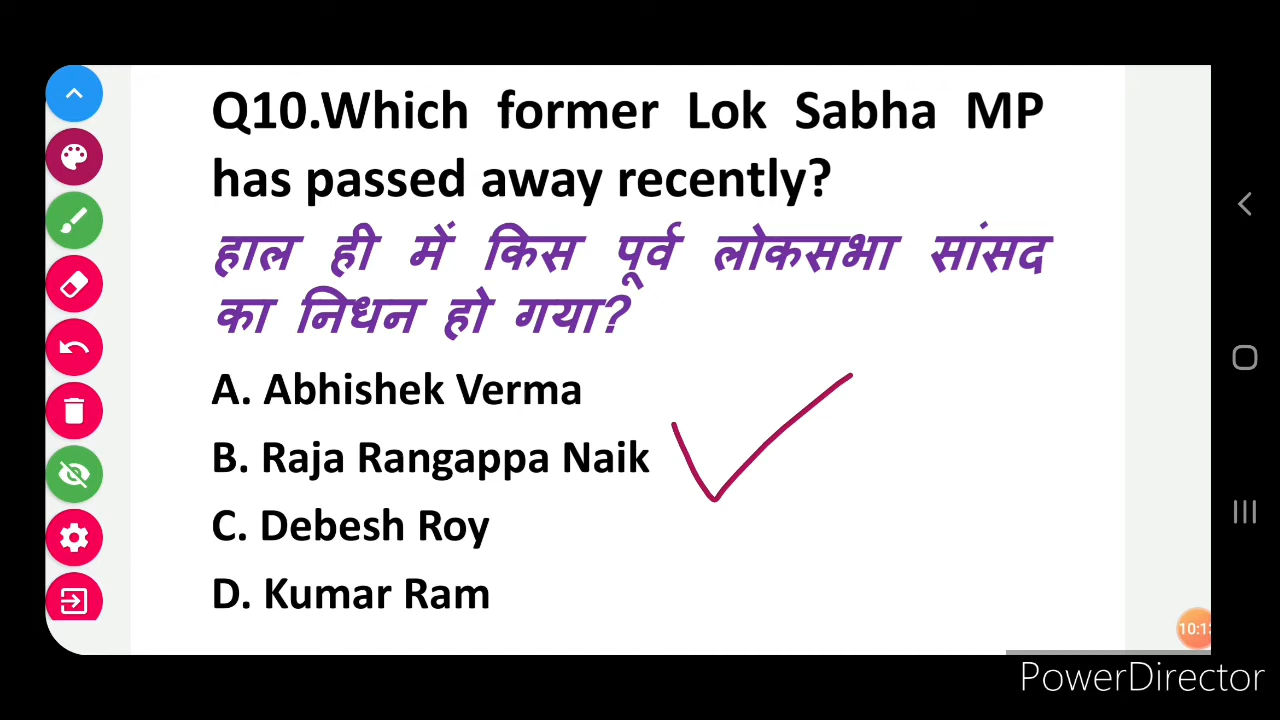 Q10.Which former Lok Sabha MP
has passed away recently?
हाल ही में किस पूर्व लोकसभा सांसद
का निधन हो गया?
A. Abhishek Verma
B. Raja Rangappa Naik
C. Debesh Roy
D. Kumar Ram
PowerDirector